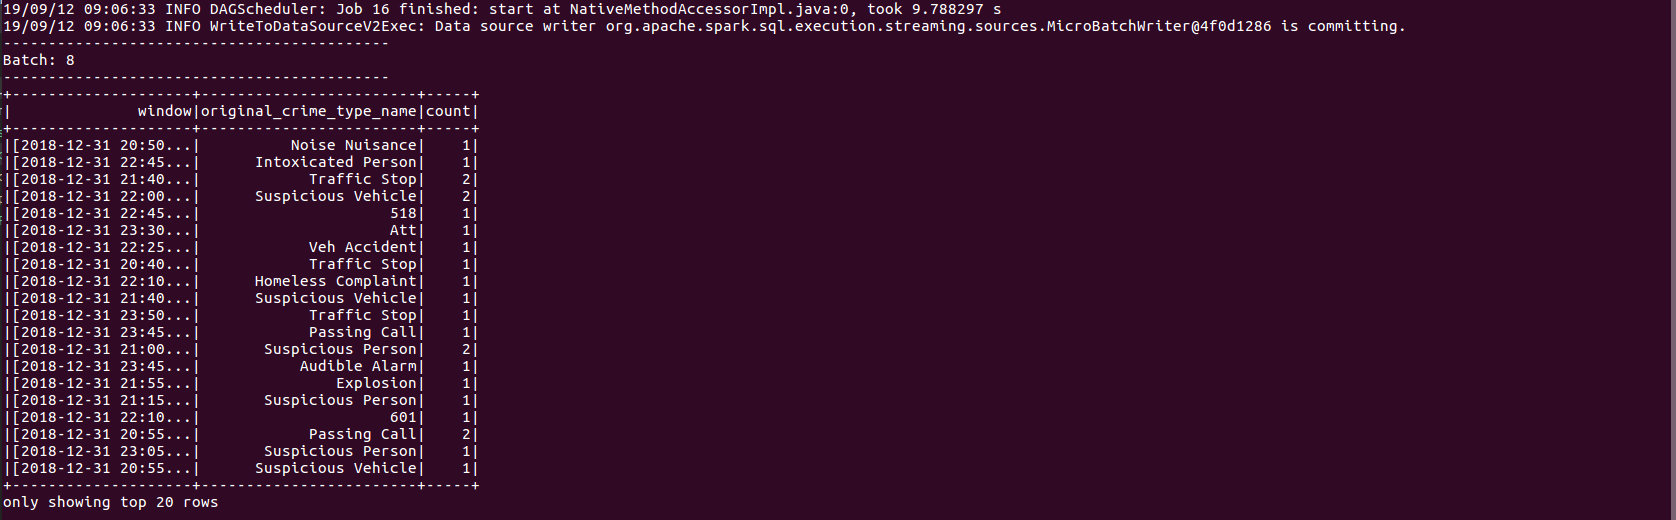 19/09/12 09:06:33 INFO DAGScheduler: Job 16 finished: start at NativeMethodAccessorImpl.java:0, took 9.788297 s
19/09/12 09:06:33 INFO WriteToDataSourceV2Exec: Data source writer org.apache.spark.sql.execution.streaming.sources.MicroBatchWriter@4f0d1286 is committing.
-------------------------------------------
Batch: 8
-------------------------------------------
+--------------------+------------------------+-----+
|              window|original_crime_type_name|count|
+--------------------+------------------------+-----+
|[2018-12-31 20:50...|          Noise Nuisance|    1|
|[2018-12-31 22:45...|      Intoxicated Person|    1|
|[2018-12-31 21:40...|            Traffic Stop|    2|
|[2018-12-31 22:00...|      Suspicious Vehicle|    2|
|[2018-12-31 22:45...|                     518|    1|
|[2018-12-31 23:30...|                     Att|    1|
|[2018-12-31 22:25...|            Veh Accident|    1|
|[2018-12-31 20:40...|            Traffic Stop|    1|
|[2018-12-31 22:10...|      Homeless Complaint|    1|
|[2018-12-31 21:40...|      Suspicious Vehicle|    1|
|[2018-12-31 23:50...|            Traffic Stop|    1|
|[2018-12-31 23:45...|            Passing Call|    1|
|[2018-12-31 21:00...|       Suspicious Person|    2|
|[2018-12-31 23:45...|           Audible Alarm|    1|
|[2018-12-31 21:55...|               Explosion|    1|
|[2018-12-31 21:15...|       Suspicious Person|    1|
|[2018-12-31 22:10...|                     601|    1|
|[2018-12-31 20:55...|            Passing Call|    2|
|[2018-12-31 23:05...|       Suspicious Person|    1|
|[2018-12-31 20:55...|      Suspicious Vehicle|    1|
+--------------------+------------------------+-----+
only showing top 20 rows